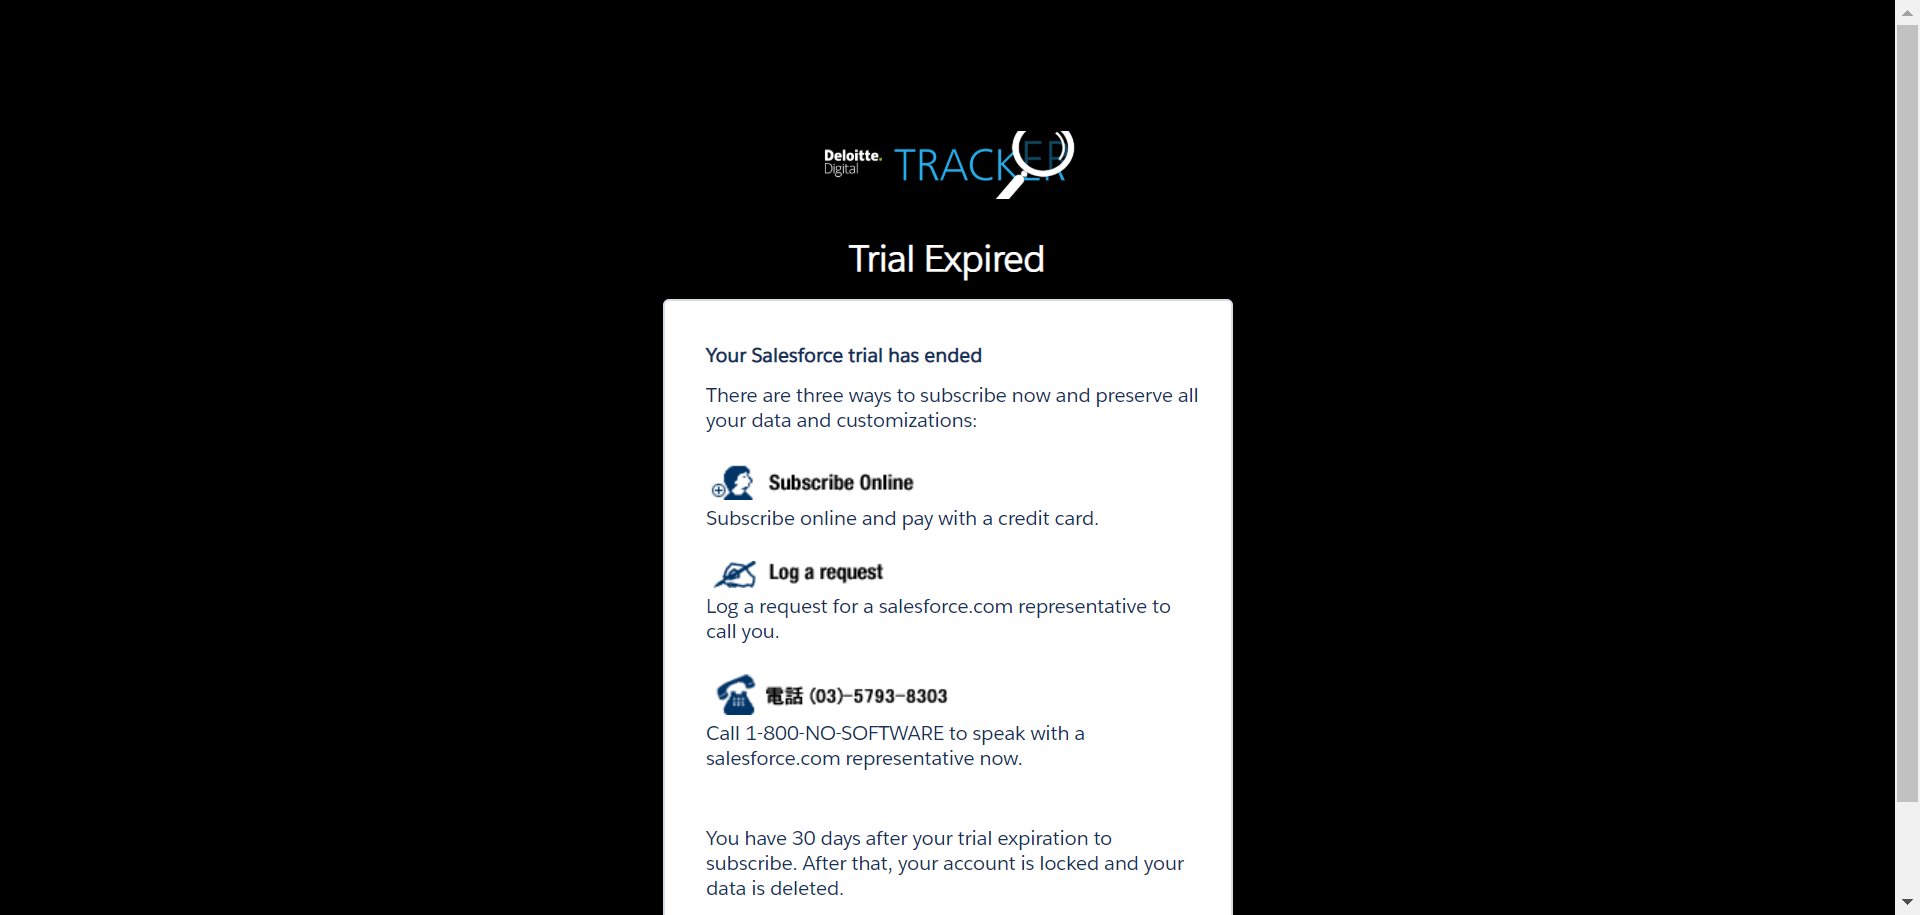 Deloitte.
Digital
TRACKER
Trial Expired
Your Salesforce trial has ended
There are three ways to subscribe now and preserve all
your data and customizations:
Subscribe Online
Subscribe online and pay with a credit card.
Log a request
Log a request for a salesforce.com representative to
call you.
電話 (03)-5793-8303
Call 1-800-NO-SOFTWARE to speak with a
salesforce.com representative now.
You have 30 days after your trial expiration to
subscribe. After that, your account is locked and your
data is deleted.